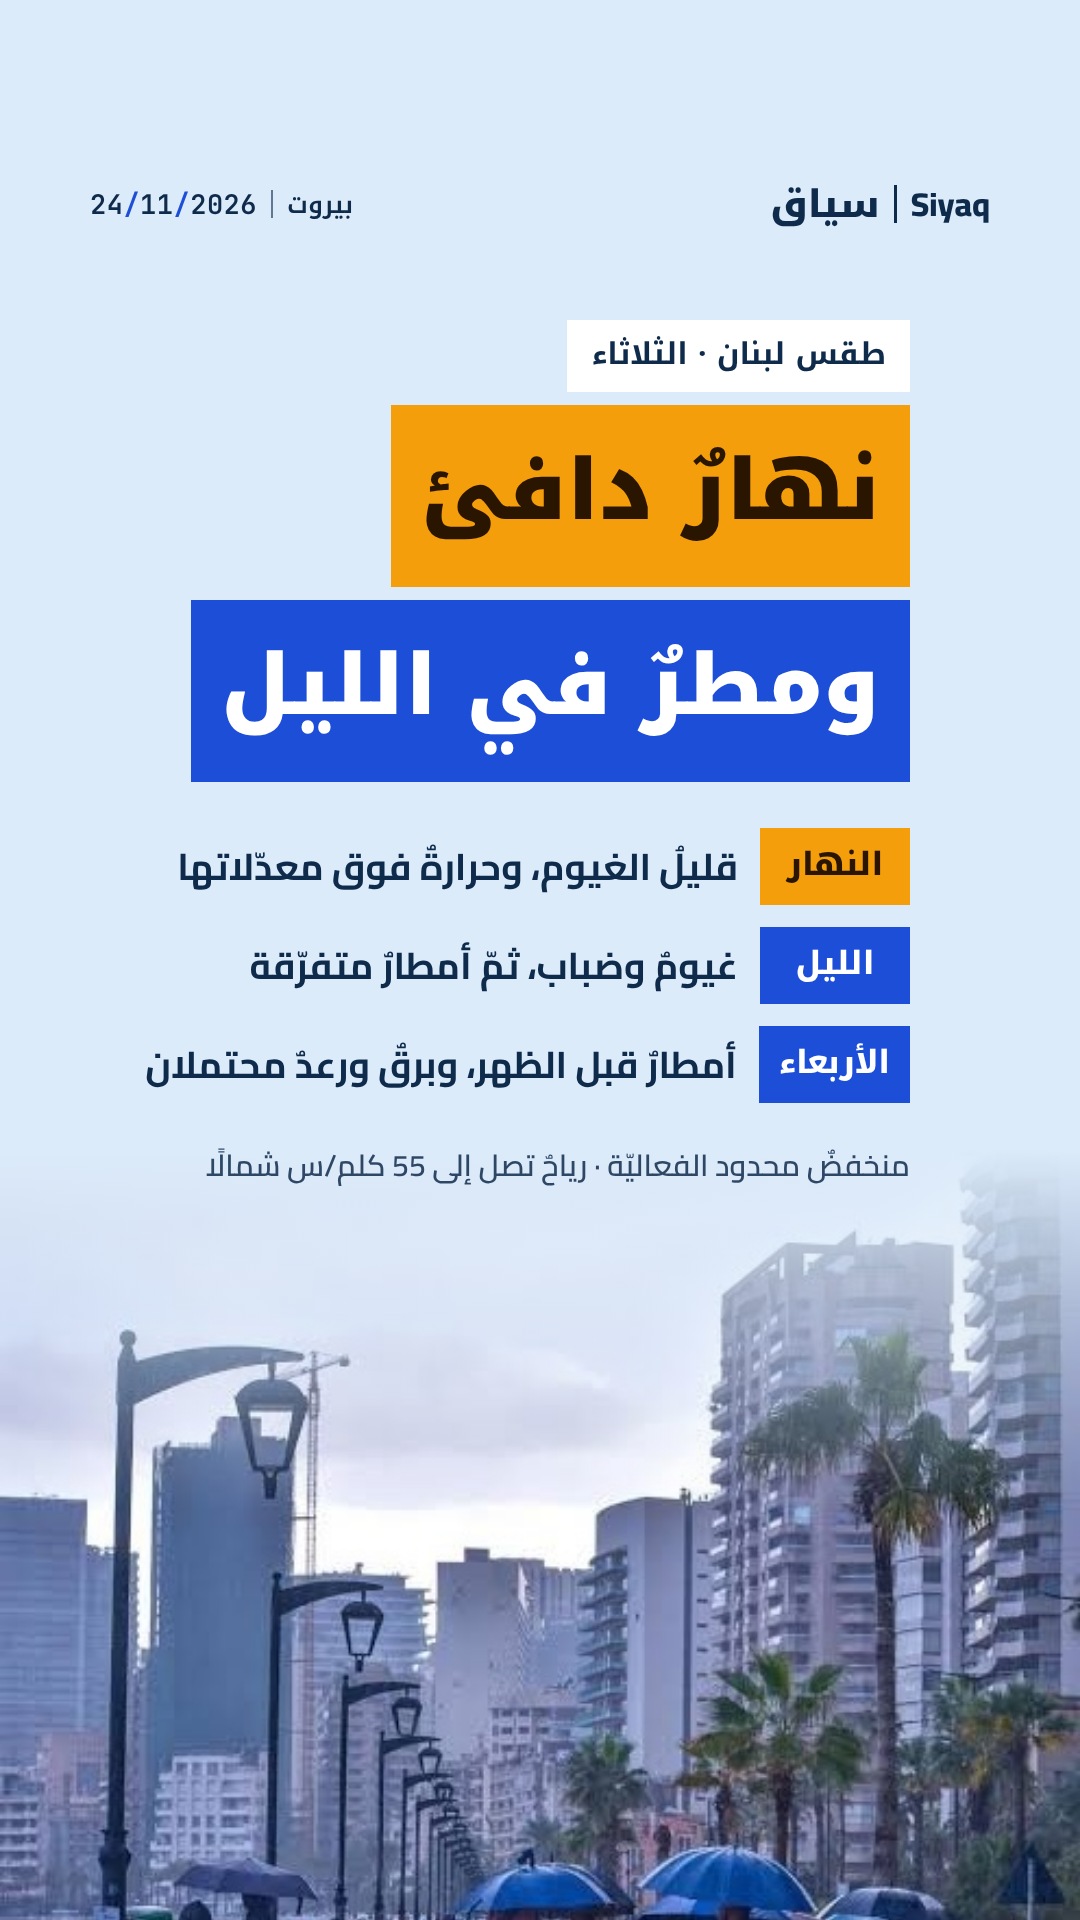 Siyaq | سياق
بيروت | 24/11/2026
طقس لبنان · الثلاثاء
نهارٌ دافئ
ومطرٌ في الليل
النهار قليلُ الغيوم، وحرارةٌ فوق معدّلاتها
الليل غيومٌ وضباب، ثمّ أمطارٌ متفرّقة
الأربعاء أمطارٌ قبل الظهر، وبرقٌ ورعدٌ محتملان
منخفضٌ محدود الفعاليّة · رياحٌ تصل إلى 55 كلم/س شمالًا